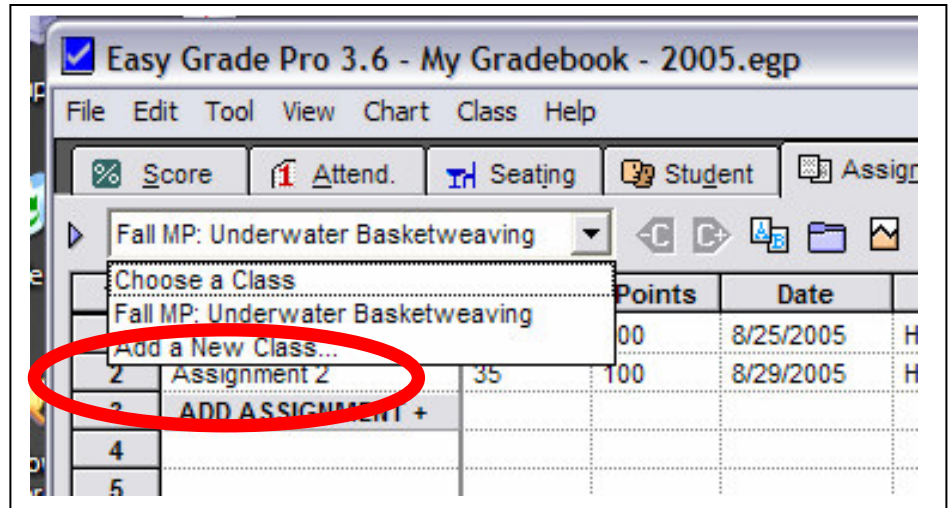 Easy Grade Pro 3.6 - My Gradebook - 2005.egp
File Edit Tool View Chart Class Help
Score Attend. Seating Student
Fall MP: Underwater Basketweaving
Choose a Class
Points Date
Fall MP: Underwater Basketweaving
8/25/2005 H
Add a New Class...
2 Assignment 2 35 100 8/29/2005 H
3 ADD ASSIGNMENT +
4
5